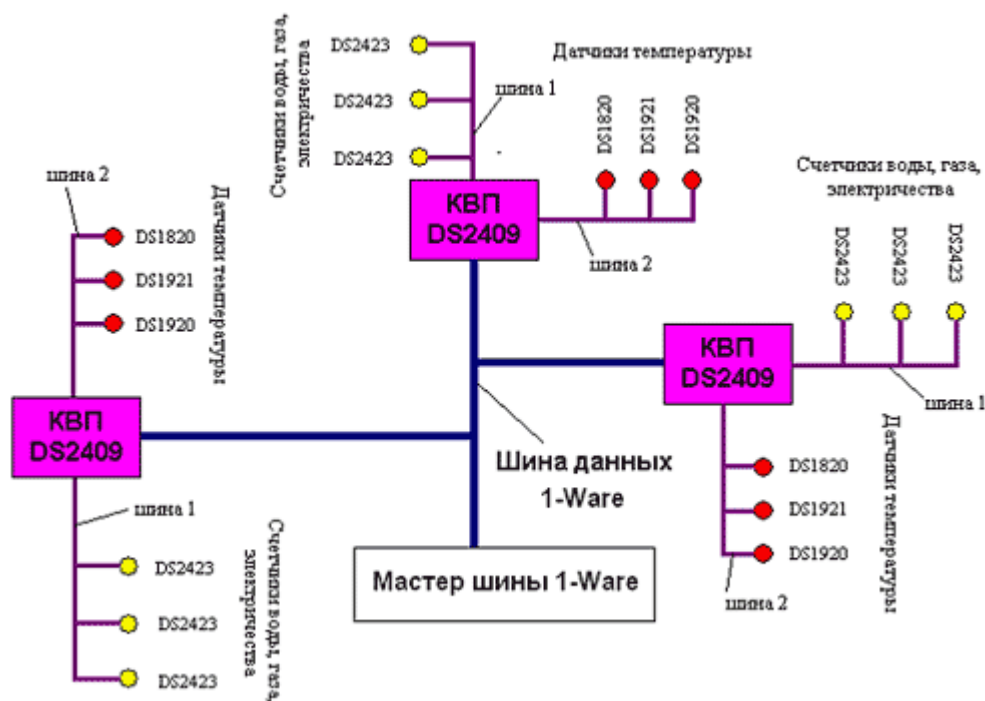 DS2423
DS2423
DS2423
Счетчики воды, газа,
электричества
шина 1
Датчики температуры
DS1820
DS1921
DS1920
КВП
DS2409
шина 2
Счетчики воды, газа,
электричества
DS2423
DS2423
DS2423
шина 2
DS1820
DS1921
DS1920
Датчики температуры
КВП
DS2409
шина 1
КВП
DS2409
шина 1
Датчики температуры
DS1820
DS1921
DS1920
шина 2
Шина данных
1-Ware
DS2423
DS2423
DS2423
Счетчики воды, газа,
электричества
Мастер шины 1-Ware